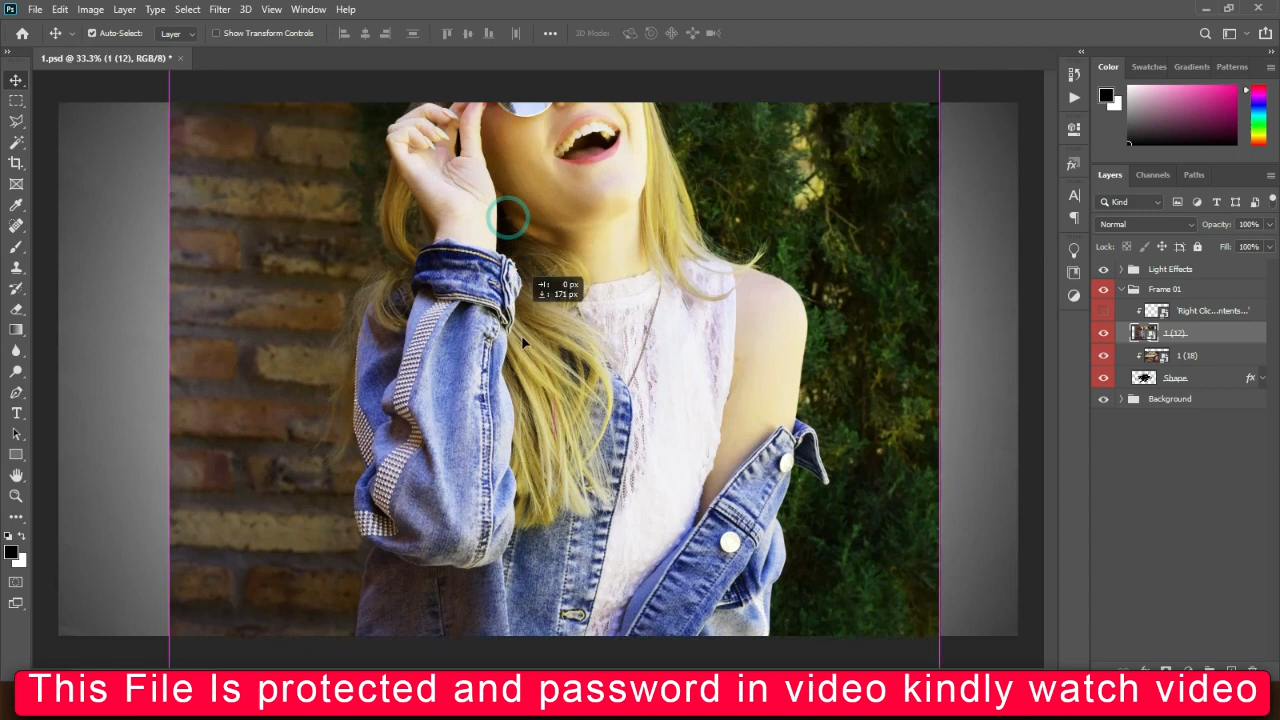 Ps File Edit Image Layer Type Select Filter 3D View Window Help
Auto-Select: Layer Show Transform Controls 3D Mode:
1.psd @ 33.3% (1 (12), RGB/8) *
Color Swatches Gradients Patterns
Layers Channels Paths
Kind
Normal Opacity: 100%
Lock: Fill: 100%
Light Effects
Frame 01
'Right Clic...ntents...'
1 (12)
1 (18)
Shape fx
Background
0 px
171 px
This File Is protected and password in video kindly watch video